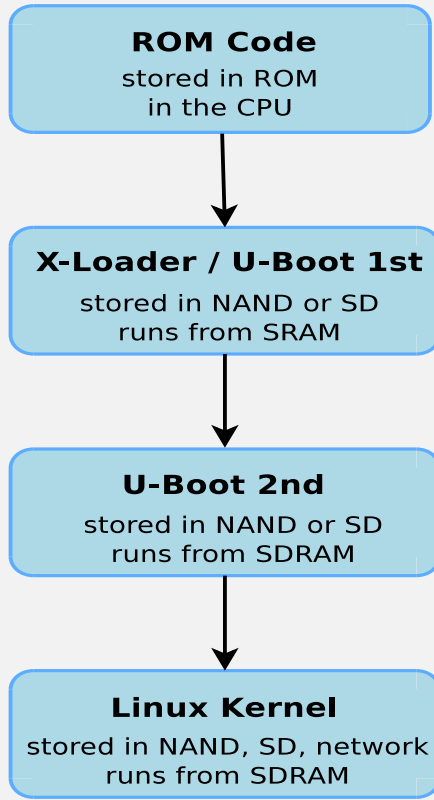 ROM Code
stored in ROM
in the CPU
X-Loader / U-Boot 1st
stored in NAND or SD
runs from SRAM
U-Boot 2nd
stored in NAND or SD
runs from SDRAM
Linux Kernel
stored in NAND, SD, network
runs from SDRAM